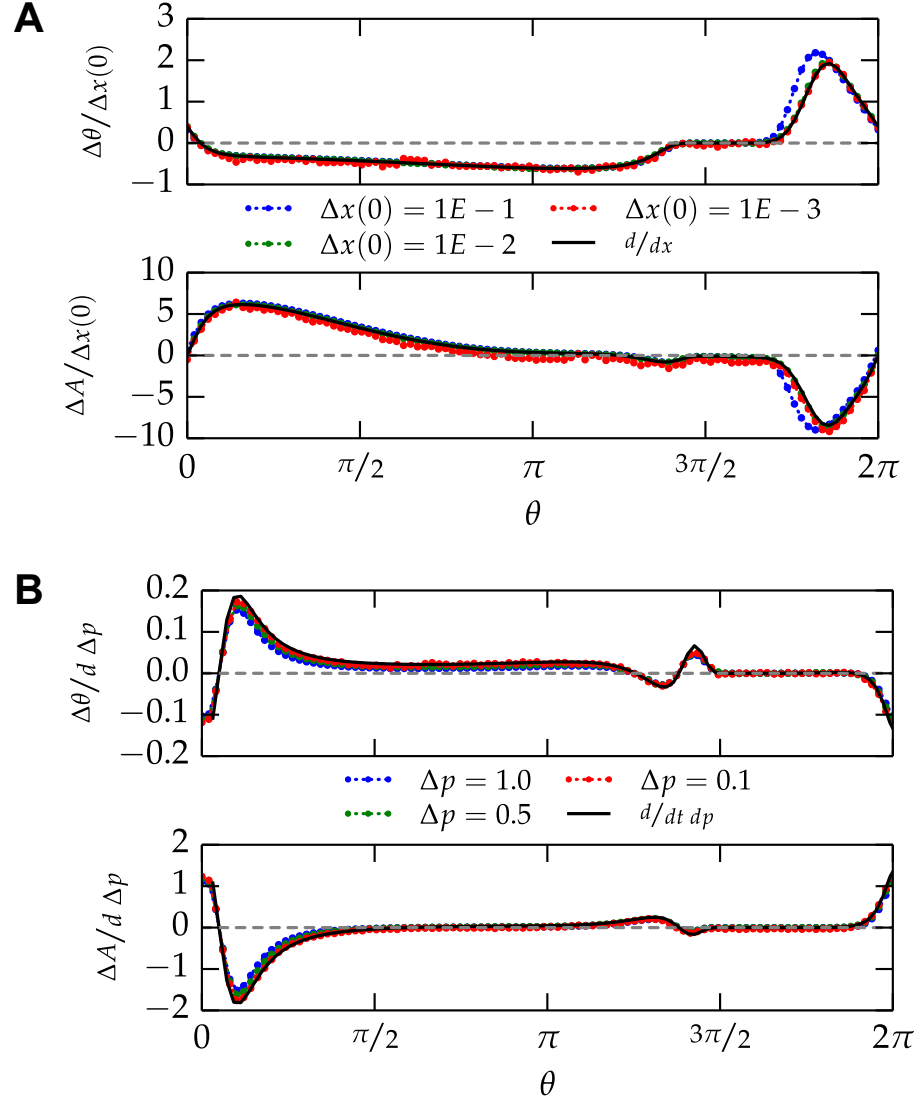 A
3
2
1
0
−1
Δθ/Δx(0)
Δx(0) = 1E − 1 Δx(0) = 1E − 3
Δx(0) = 1E − 2 d/dx
10
5
0
−5
−10
ΔA/Δx(0)
0 π/2 π 3π/2 2π
θ
B
0.2
0.1
0.0
−0.1
−0.2
Δθ/d Δp
Δp = 1.0 Δp = 0.1
Δp = 0.5 d/dt dp
2
1
0
−1
−2
ΔA/d Δp
0 π/2 π 3π/2 2π
θ